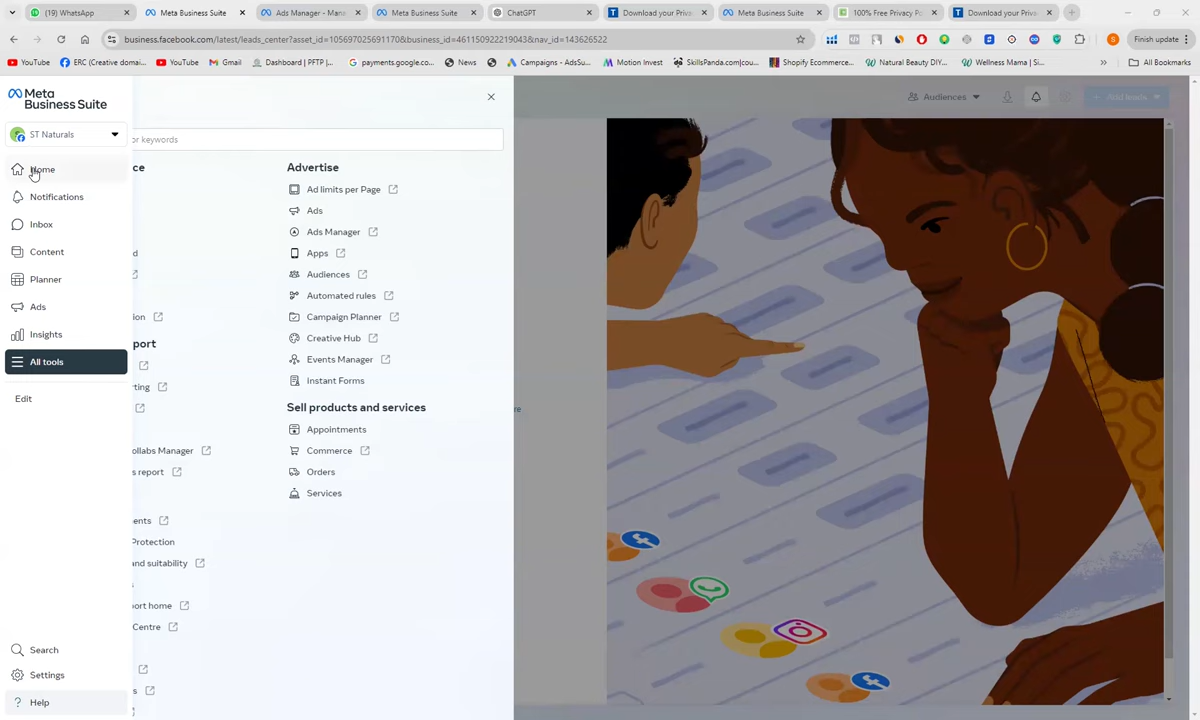 (19) WhatsApp
Meta Business Suite
Ads Manager - Mana
Meta Business Suite
ChatGPT
Download your Priva
Meta Business Suite
100% Free Privacy Po
Download your Priva
business.facebook.com/latest/leads_center?asset_id=105697025691170&business_id=461150922219043&nav_id=143626522
Finish update
YouTube
ERC (Creative domai...
YouTube
Gmail
Dashboard | PFTP |...
payments.google.co...
News
Campaigns - AdsSu...
Motion Invest
SkillsPanda.com|cou...
Shopify Ecommerce...
Natural Beauty DIY...
Wellness Mama | Si...
All Bookmarks
Meta
Business Suite
ST Naturals
Home
Notifications
Inbox
Content
Planner
Ads
Insights
All tools
Edit
Search
Settings
Help
or keywords
ce
d
ion
port
ting
ollabs Manager
s report
ents
Protection
and suitability
s
port home
Centre
s
Advertise
Ad limits per Page
Ads
Ads Manager
Apps
Audiences
Automated rules
Campaign Planner
Creative Hub
Events Manager
Instant Forms
Sell products and services
Appointments
Commerce
Orders
Services
re
Audiences
Add leads